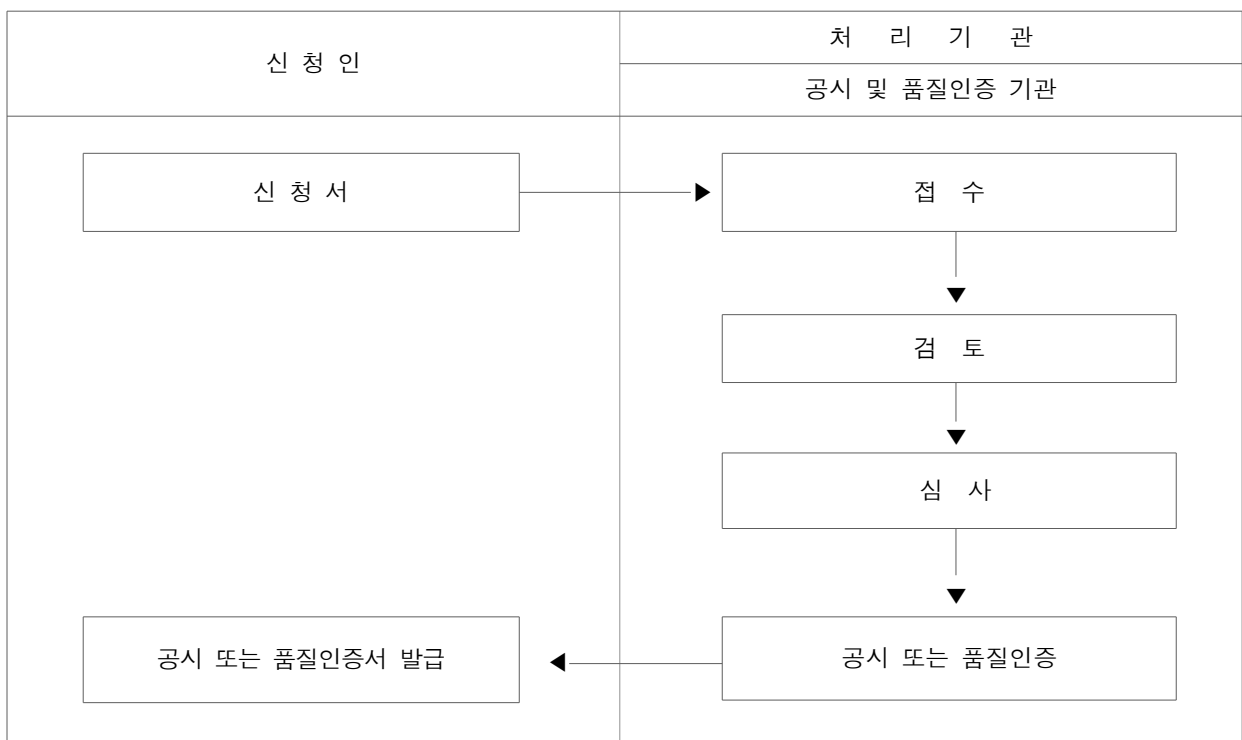 신 청 인
처 리 기 관
공시 및 품질인증 기관
신 청 서
접 수
검 토
심 사
공시 또는 품질인증서 발급
공시 또는 품질인증